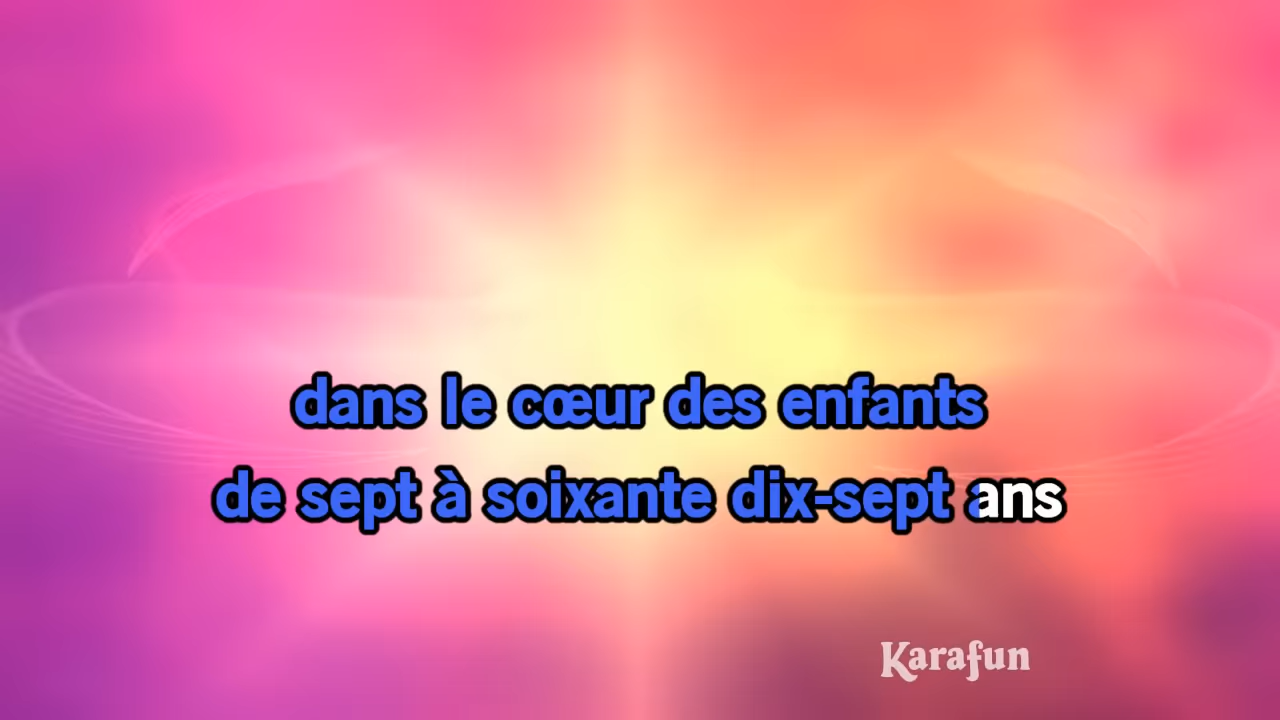 dans le cœur des enfants
de sept à soixante dix-sept ans
Karafun